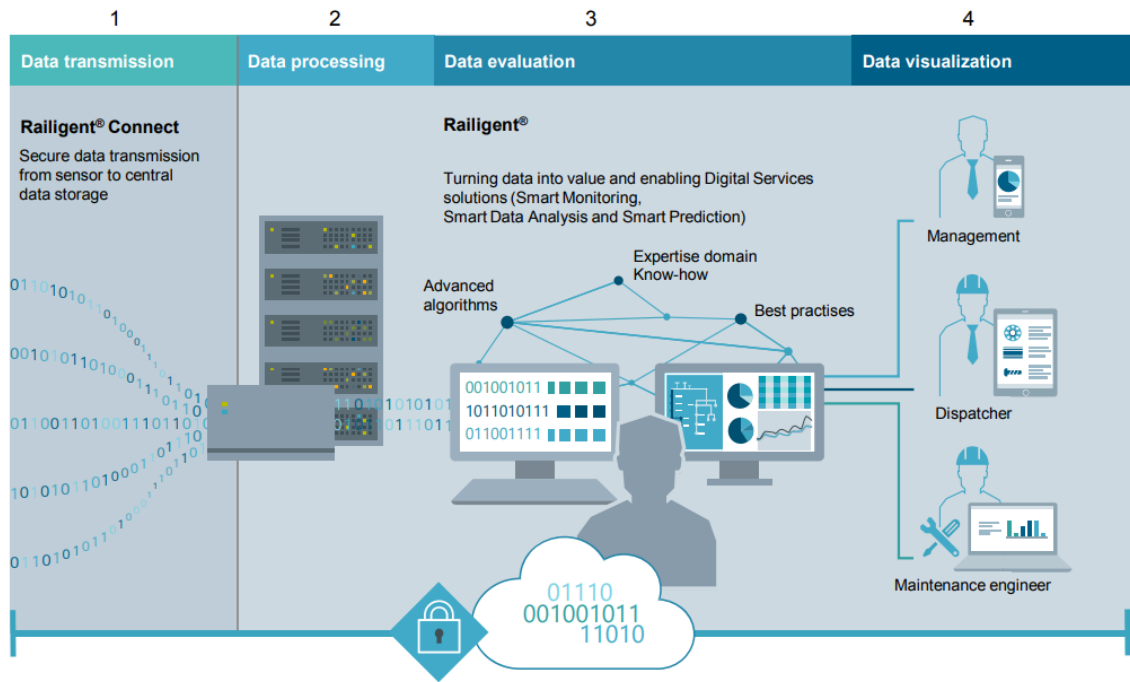 1
2
3
4
Data transmission
Data processing
Data evaluation
Data visualization
Railigent® Connect
Secure data transmission
from sensor to central
data storage
Railigent®
Turning data into value and enabling Digital Services
solutions (Smart Monitoring,
Smart Data Analysis and Smart Prediction)
Management
Expertise domain
Know-how
Advanced
algorithms
Best practises
001001011
1011010111
011001111
Dispatcher
Maintenance engineer
01110
001001011
11010